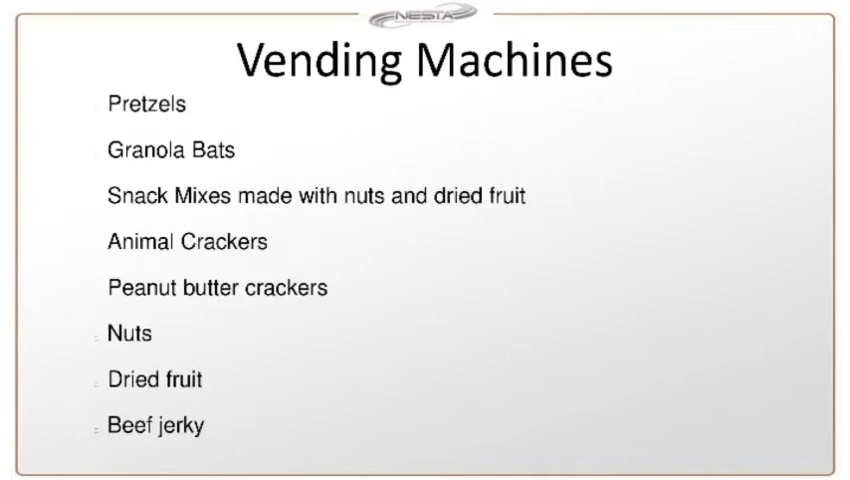 NESTA
Vending Machines
Pretzels
Granola Bats
Snack Mixes made with nuts and dried fruit
Animal Crackers
Peanut butter crackers
Nuts
Dried fruit
Beef jerky